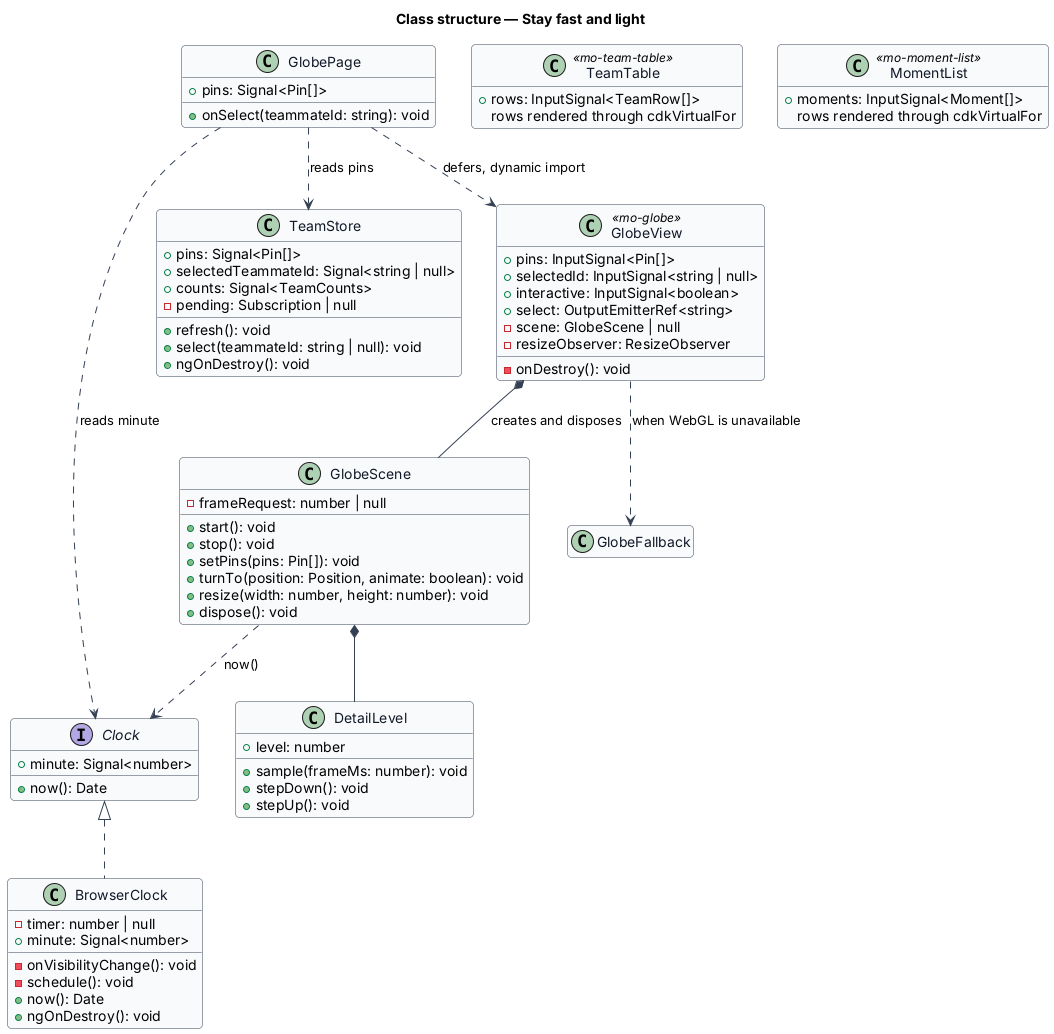 Class structure — Stay fast and light
C GlobePage
pins: Signal<Pin[]>
onSelect(teammateId: string): void
C «mo-team-table»
TeamTable
rows: InputSignal<TeamRow[]>
rows rendered through cdkVirtualFor
C «mo-moment-list»
MomentList
moments: InputSignal<Moment[]>
rows rendered through cdkVirtualFor
reads pins
defers, dynamic import
C TeamStore
pins: Signal<Pin[]>
selectedTeammateId: Signal<string | null>
counts: Signal<TeamCounts>
pending: Subscription | null
refresh(): void
select(teammateId: string | null): void
ngOnDestroy(): void
C «mo-globe»
GlobeView
pins: InputSignal<Pin[]>
selectedId: InputSignal<string | null>
interactive: InputSignal<boolean>
select: OutputEmitterRef<string>
scene: GlobeScene | null
resizeObserver: ResizeObserver
onDestroy(): void
reads minute
creates and disposes
when WebGL is unavailable
C GlobeScene
frameRequest: number | null
start(): void
stop(): void
setPins(pins: Pin[]): void
turnTo(position: Position, animate: boolean): void
resize(width: number, height: number): void
dispose(): void
C GlobeFallback
now()
I Clock
minute: Signal<number>
now(): Date
C DetailLevel
level: number
sample(frameMs: number): void
stepDown(): void
stepUp(): void
C BrowserClock
timer: number | null
minute: Signal<number>
onVisibilityChange(): void
schedule(): void
now(): Date
ngOnDestroy(): void